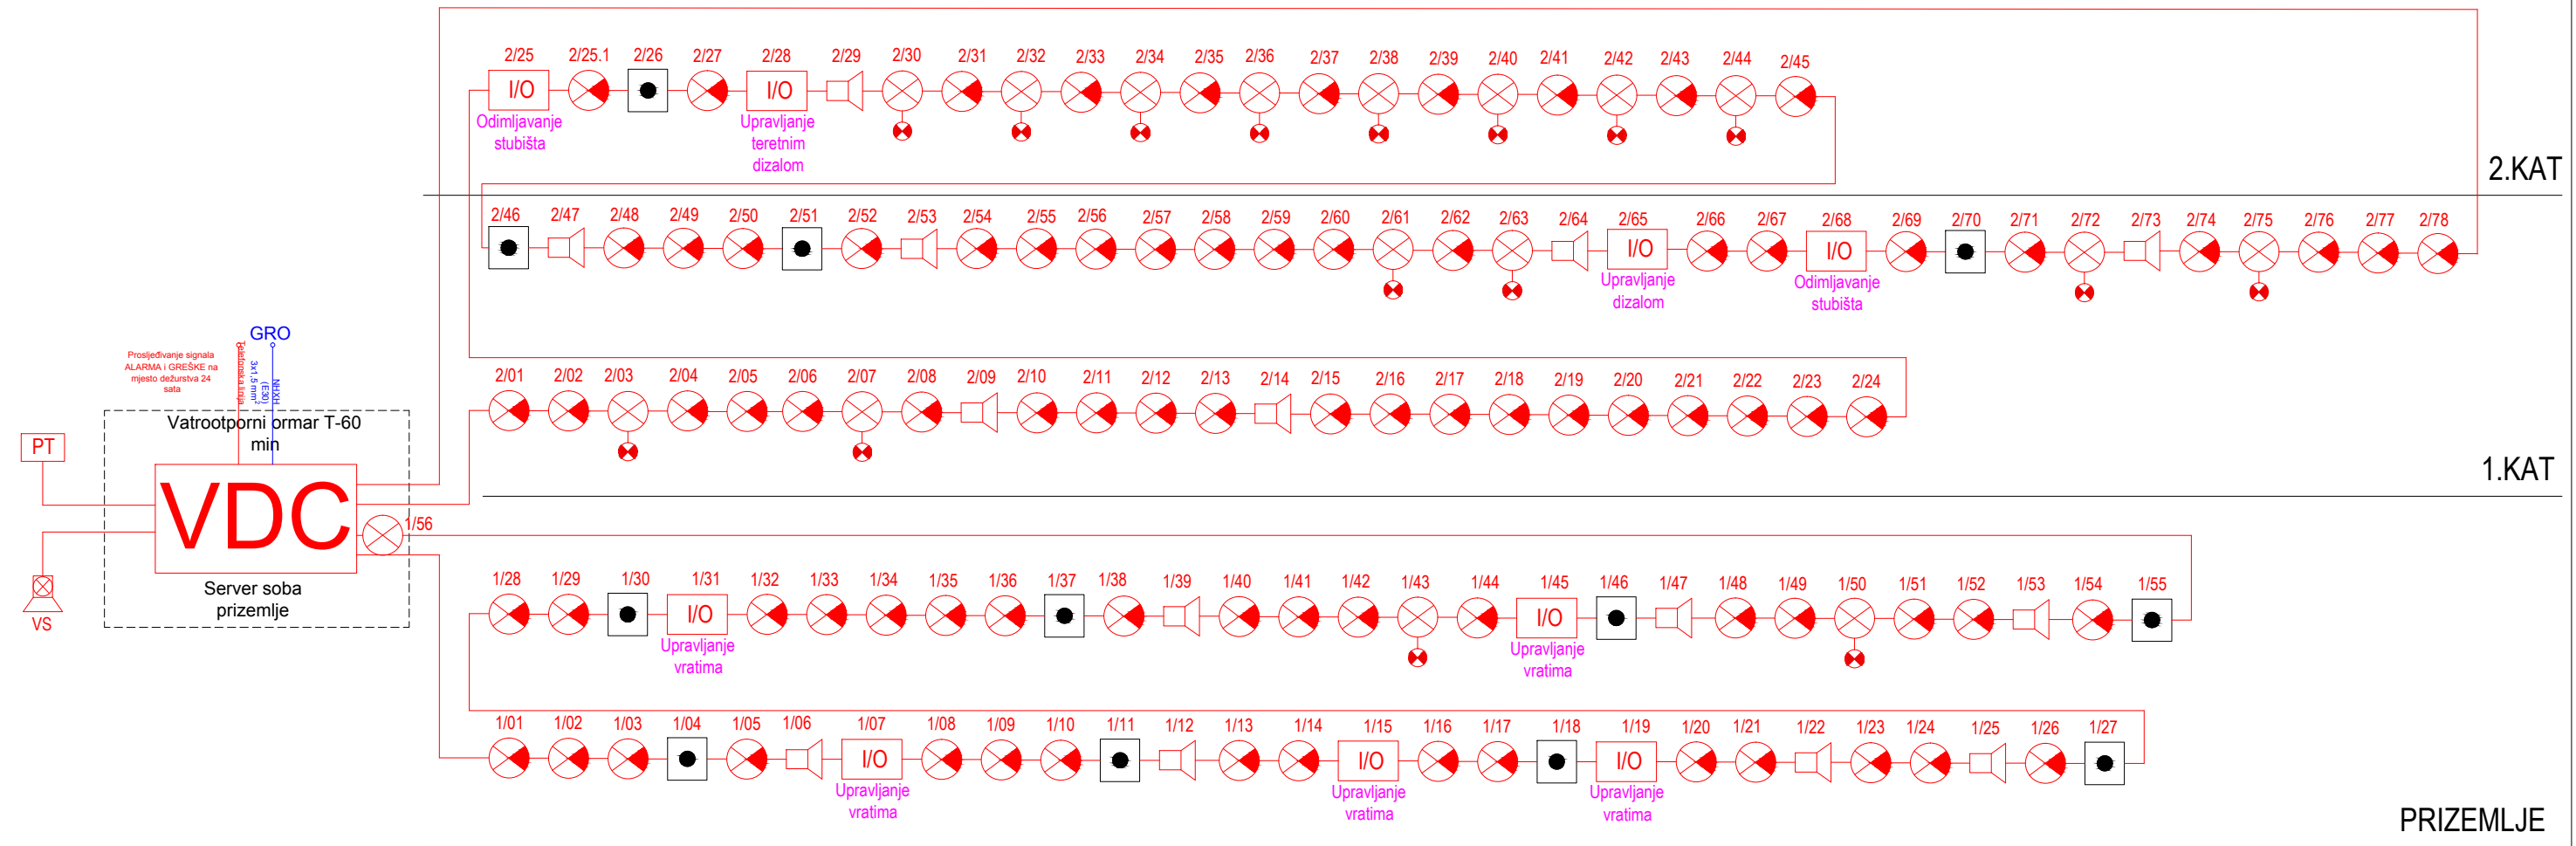 2/25 2/25.1 2/26 2/27 2/28 2/29 2/30 2/31 2/32 2/33 2/34 2/35 2/36 2/37 2/38 2/39 2/40 2/41 2/42 2/43 2/44 2/45
I/O I/O
Odimljavanje
stubišta
Upravljanje
teretnim
dizalom
2.KAT
2/46 2/47 2/48 2/49 2/50 2/51 2/52 2/53 2/54 2/55 2/56 2/57 2/58 2/59 2/60 2/61 2/62 2/63 2/64 2/65 2/66 2/67 2/68 2/69 2/70 2/71 2/72 2/73 2/74 2/75 2/76 2/77 2/78
I/O I/O
Upravljanje
dizalom
Odimljavanje
stubišta
2/01 2/02 2/03 2/04 2/05 2/06 2/07 2/08 2/09 2/10 2/11 2/12 2/13 2/14 2/15 2/16 2/17 2/18 2/19 2/20 2/21 2/22 2/23 2/24
1.KAT
GRO
Prosljeđivanje signala
ALARMA i GREŠKE na
mjesto dežurstva 24
sata
Telefonska linija
NHXH
(E30)
3x1,5 mm²
Vatrootporni ormar T-60
min
PT
VDC
1/56
VS
Server soba
prizemlje
1/28 1/29 1/30 1/31 1/32 1/33 1/34 1/35 1/36 1/37 1/38 1/39 1/40 1/41 1/42 1/43 1/44 1/45 1/46 1/47 1/48 1/49 1/50 1/51 1/52 1/53 1/54 1/55
I/O I/O
Upravljanje
vratima
Upravljanje
vratima
1/01 1/02 1/03 1/04 1/05 1/06 1/07 1/08 1/09 1/10 1/11 1/12 1/13 1/14 1/15 1/16 1/17 1/18 1/19 1/20 1/21 1/22 1/23 1/24 1/25 1/26 1/27
I/O I/O I/O
Upravljanje
vratima
Upravljanje
vratima
Upravljanje
vratima
PRIZEMLJE